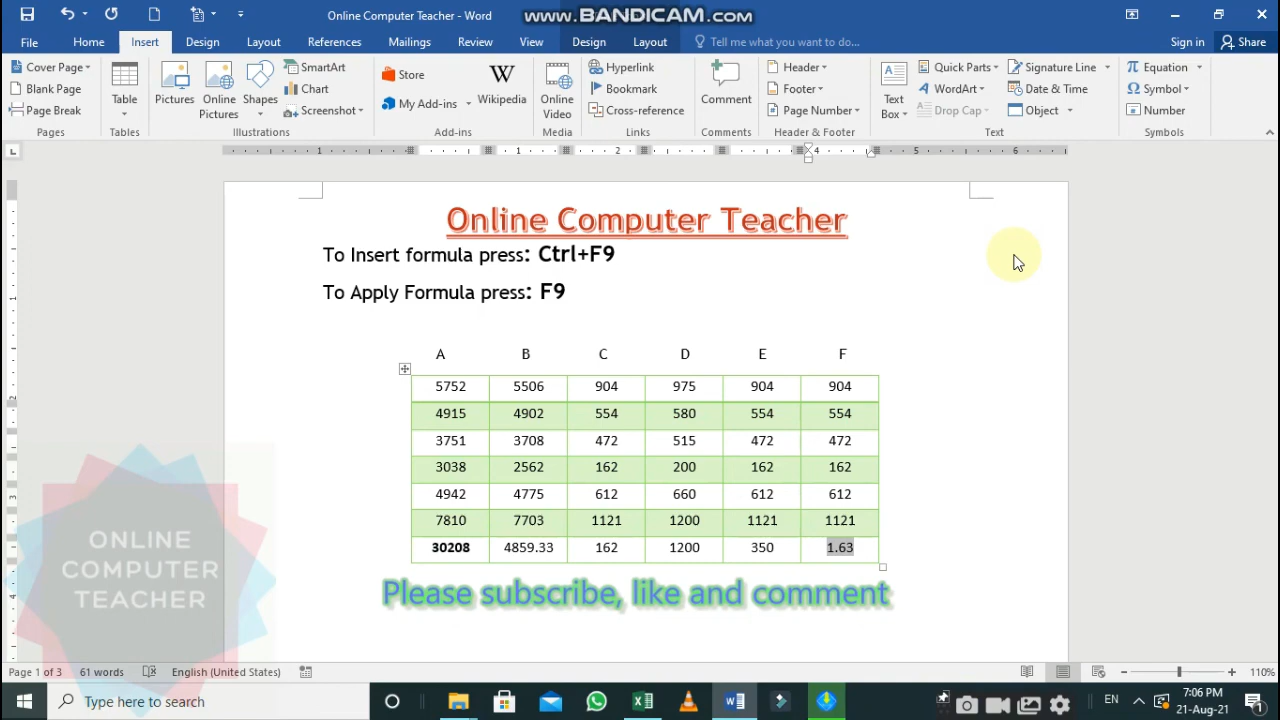 Online Computer Teacher - Word
www.BANDICAM.com
File Home Insert Design Layout References Mailings Review View Design Layout Tell me what you want to do... Sign in Share
Cover Page
Blank Page
Page Break
Pages
Table
Tables
Pictures
Online Pictures
Shapes
SmartArt
Chart
Screenshot
Illustrations
Store
My Add-ins
Wikipedia
Add-ins
Online Video
Media
Hyperlink
Bookmark
Cross-reference
Links
Comment
Comments
Header
Footer
Page Number
Header & Footer
Text Box
Quick Parts
WordArt
Drop Cap
Signature Line
Date & Time
Object
Text
Equation
Symbol
Number
Symbols
1 1 2 3 4 5 6
Online Computer Teacher
To Insert formula press: Ctrl+F9
To Apply Formula press: F9
A B C D E F
5752 5506 904 975 904 904
4915 4902 554 580 554 554
3751 3708 472 515 472 472
3038 2562 162 200 162 162
4942 4775 612 660 612 612
7810 7703 1121 1200 1121 1121
30208 4859.33 162 1200 350 1.63
Please subscribe, like and comment
ONLINE
COMPUTER
TEACHER
Page 1 of 3 61 words English (United States) 110%
Type here to search
EN
7:06 PM
21-Aug-21